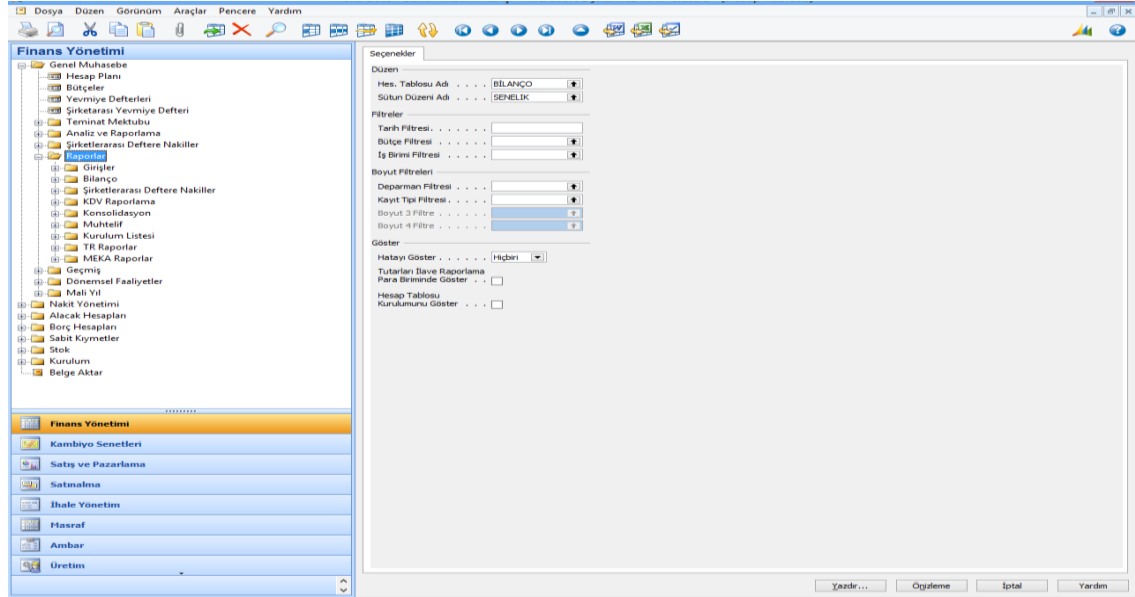 Dosya Düzen Görünüm Araçlar Pencere Yardım
Finans Yönetimi
Genel Muhasebe
Hesap Planı
Bütçeler
Yevmiye Defterleri
Şirketarası Yevmiye Defteri
Teminat Mektubu
Analiz ve Raporlama
Şirketlerarası Deftere Nakiller
Raporlar
Girişler
Bilanço
Şirketlerarası Deftere Nakiller
KDV Raporlama
Konsolidasyon
Muhtelif
Kurulum Listesi
TR Raporlar
MEKA Raporlar
Geçmiş
Dönemsel Faaliyetler
Mali Yıl
Nakit Yönetimi
Alacak Hesapları
Borç Hesapları
Sabit Kıymetler
Stok
Kurulum
Belge Aktar
Finans Yönetimi
Kambiyo Senetleri
Satış ve Pazarlama
Satınalma
İhale Yönetim
Masraf
Ambar
Üretim
Seçenekler
Düzen
Hes. Tablosu Adı . . . . BİLANÇO
Sütun Düzeni Adı . . . . SENELIK
Filtreler
Tarih Filtresi. . . . . . .
Bütçe Filtresi . . . . . .
İş Birimi Filtresi . . . . .
Boyut Filtreleri
Deparman Filtresi . . . .
Kayıt Tipi Filtresi. . . . .
Boyut 3 Filtre . . . . . .
Boyut 4 Filtre . . . . . .
Göster
Hatayı Göster . . . . . . Hiçbiri
Tutarları İlave Raporlama
Para Biriminde Göster . .
Hesap Tablosu
Kurulumunu Göster . . .
Yazdır... Önizleme İptal Yardım